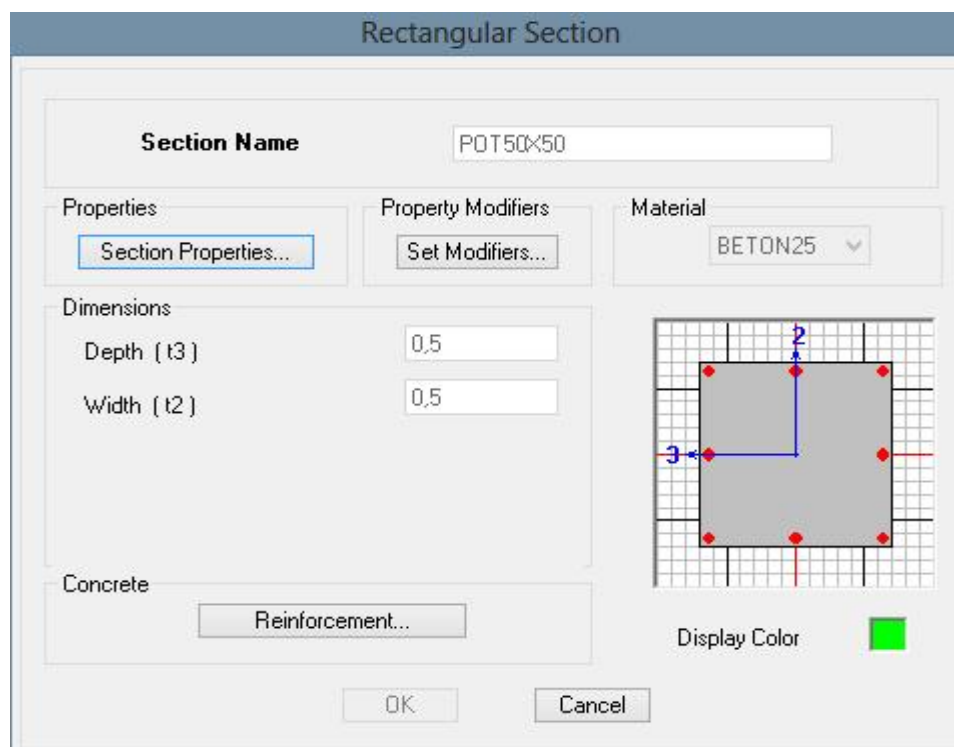 Rectangular Section
Section Name
POT50X50
Properties
Section Properties...
Property Modifiers
Set Modifiers...
Material
BETON25
Dimensions
Depth ( t3 )
0,5
Width ( t2 )
0,5
2
3
Concrete
Reinforcement...
Display Color
OK
Cancel